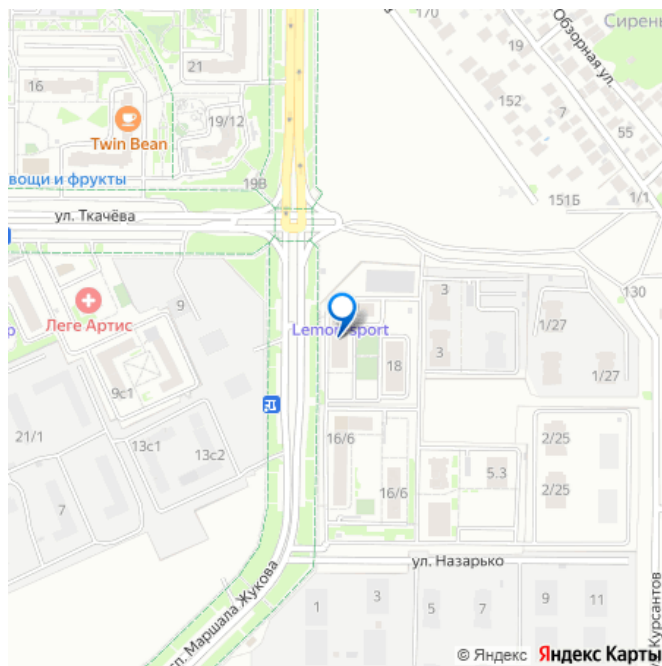 170
Обзорная ул.
Сирен
19
21
16
152
7
Twin Bean
19/12
55
вощи и фрукты
19В
151Б
1/1
ул. Ткачёва
130
9
3
Леге Артис
Lemon sport
1/27
3
18
1/27
9с1
21/1
13с1
13с2
16/6
2/25
5.3
7
16/6
2/25
ул. Назарько
сп. Маршала Жукова
1
3
5
7
9
11
Курсантов
© Яндекс Яндекс Карты